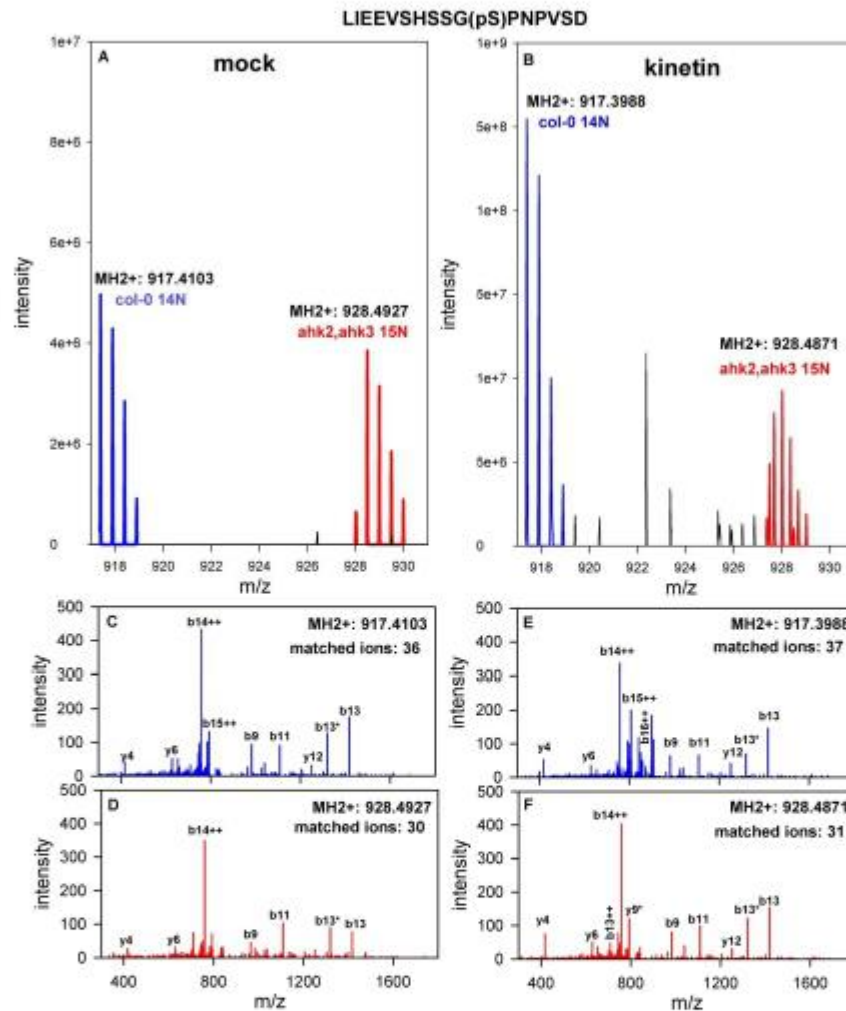 LIEEVSHSSG(pS)PNPVSD
A
mock
1e+7
8e+6
6e+6
4e+6
2e+6
0
intensity
MH2+: 917.4103
col-0 14N
MH2+: 928.4927
ahk2,ahk3 15N
918 920 922 924 926 928 930
m/z
B
kinetin
1e+9
5e+8
1e+8
5e+7
1e+7
5e+6
0
intensity
MH2+: 917.3988
col-0 14N
MH2+: 928.4871
ahk2,ahk3 15N
918 920 922 924 926 928 930
m/z
C
MH2+: 917.4103
matched ions: 36
500
400
300
200
100
0
intensity
b14++
b15++
y4
y6
b9
b11
y12
b13*
b13
D
MH2+: 928.4927
matched ions: 30
500
400
300
200
100
0
intensity
b14++
y4
y6
b9
b11
b13*
b13
400 800 1200 1600
m/z
E
MH2+: 917.3988
matched ions: 37
500
400
300
200
100
0
intensity
b14++
b15++
b16++
y4
y6
b9
b11
y12
b13*
b13
F
MH2+: 928.4871
matched ions: 31
500
400
300
200
100
0
intensity
b14++
y4
y6
b13++
y9*
b9
b11
y12
b13*
b13
400 800 1200 1600
m/z